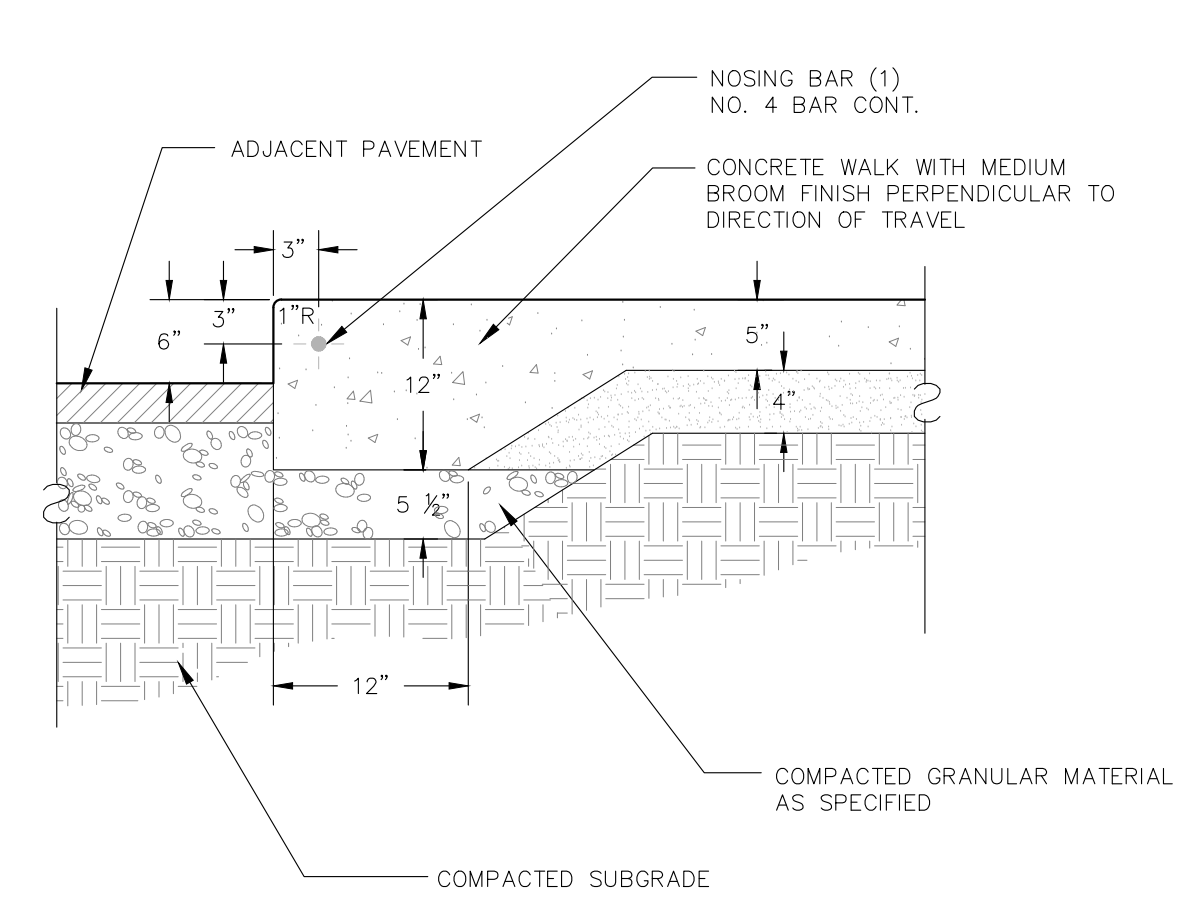 NOSING BAR (1)
NO. 4 BAR CONT.
ADJACENT PAVEMENT
CONCRETE WALK WITH MEDIUM
BROOM FINISH PERPENDICULAR TO
DIRECTION OF TRAVEL
3”
1”R
3”
6”
5”
12”
4”
5 ½”
12”
COMPACTED GRANULAR MATERIAL
AS SPECIFIED
COMPACTED SUBGRADE